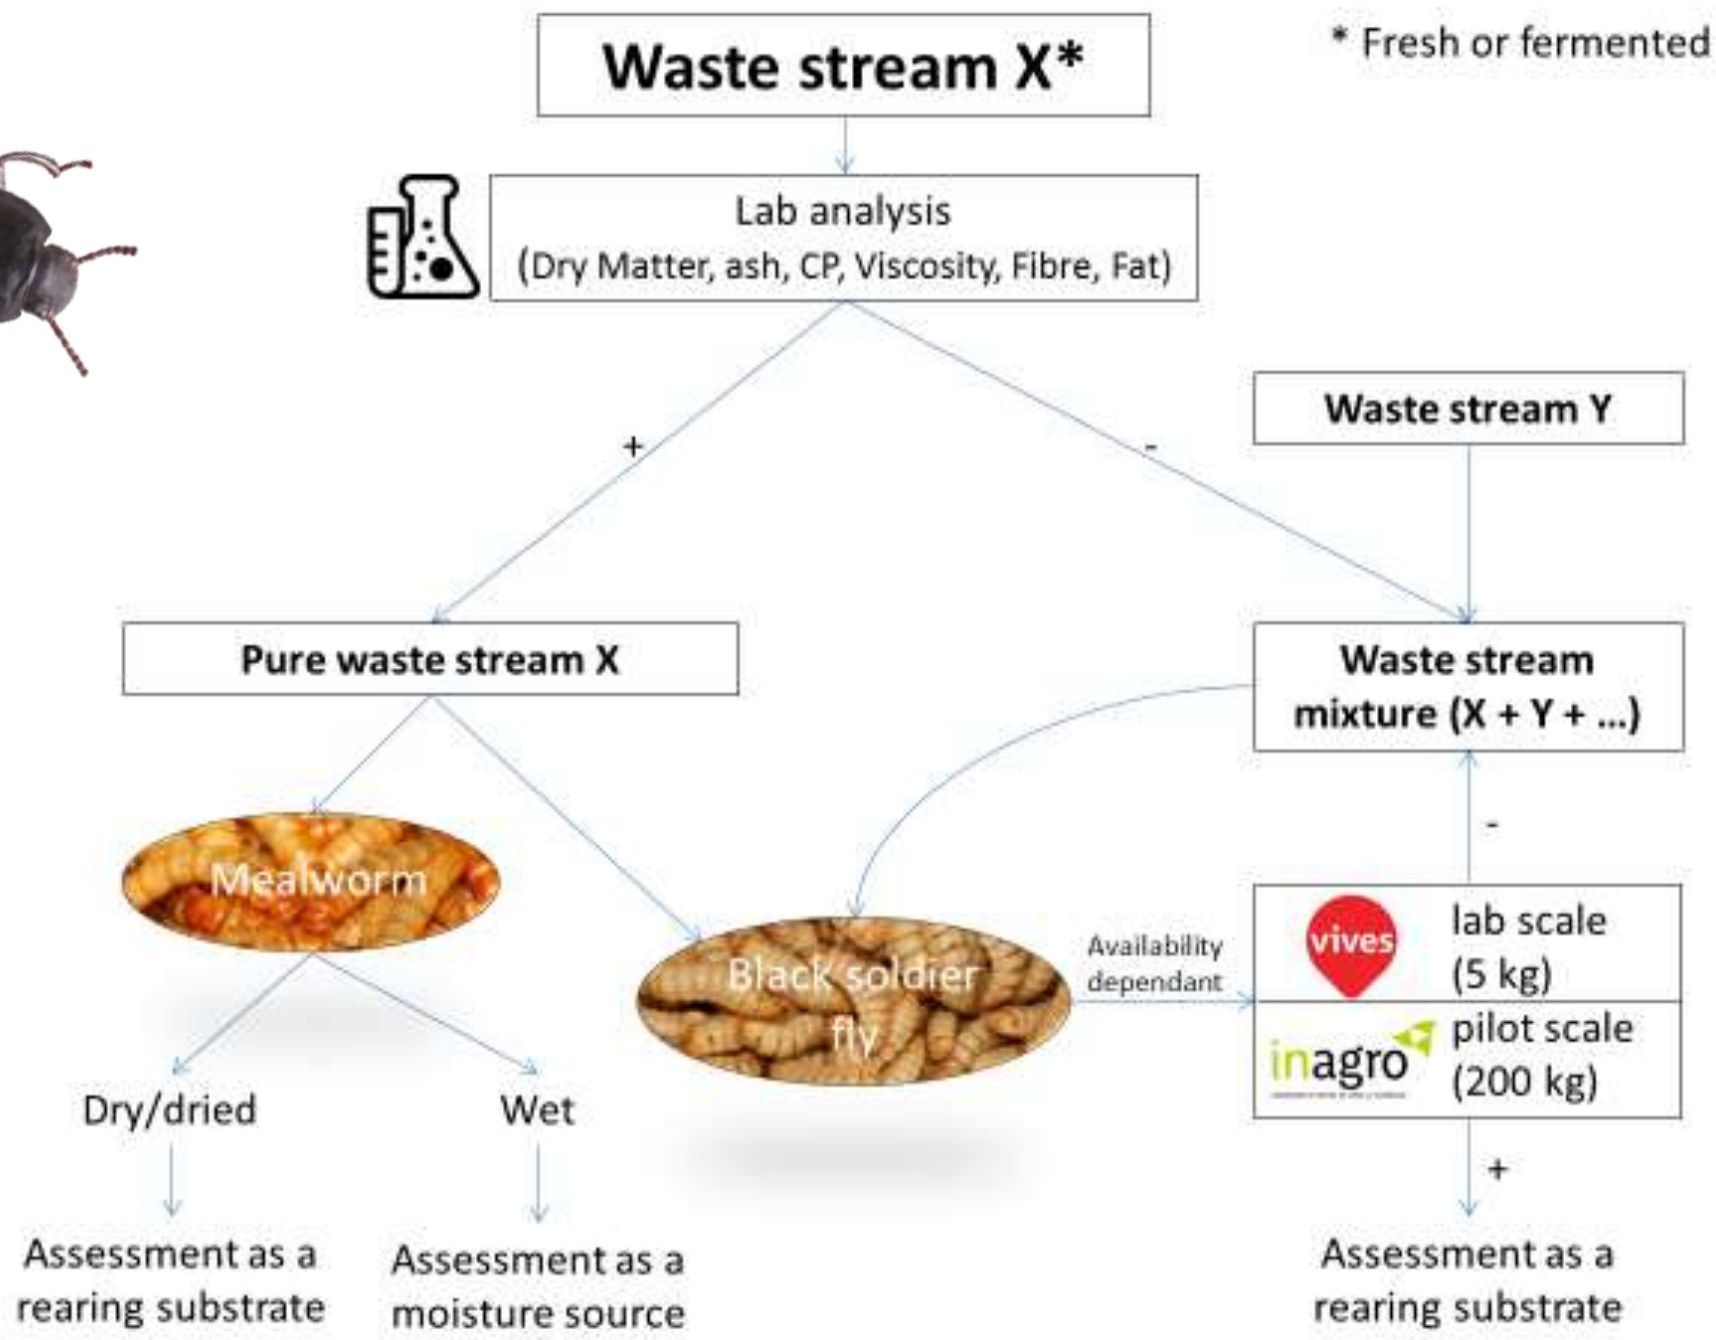 Waste stream X*
* Fresh or fermented
Lab analysis
(Dry Matter, ash, CP, Viscosity, Fibre, Fat)
+
-
Waste stream Y
Pure waste stream X
Waste stream
mixture (X + Y + ...)
Mealworm
-
Black soldier
fly
Availability
dependant
vives
lab scale
(5 kg)
inagro
pilot scale
(200 kg)
Dry/dried
Wet
+
Assessment as a
rearing substrate
Assessment as a
moisture source
Assessment as a
rearing substrate